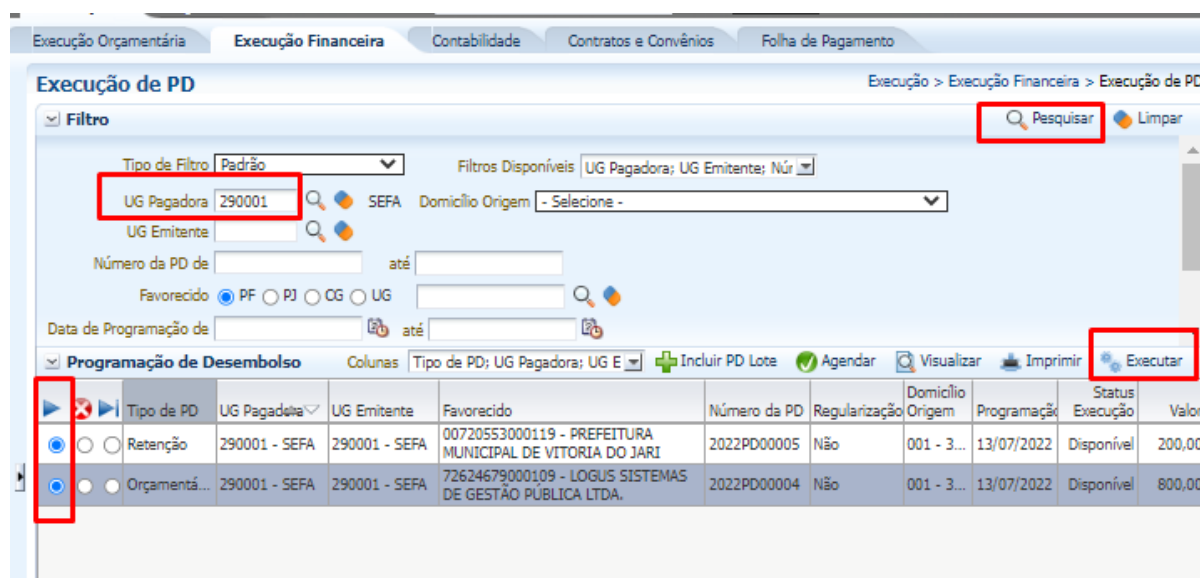 Execução Orçamentária Execução Financeira Contabilidade Contratos e Convênios Folha de Pagamento
Execução de PD Execução > Execução Financeira > Execução de PD
Filtro Pesquisar Limpar
Tipo de Filtro Padrão Filtros Disponíveis UG Pagadora; UG Emitente; Núr
UG Pagadora 290001 SEFA Domicílio Origem - Selecione -
UG Emitente
Número da PD de até
Favorecido PF PJ CG UG
Data de Programação de até
Programação de Desembolso Colunas Tipo de PD; UG Pagadora; UG E Incluir PD Lote Agendar Visualizar Imprimir Executar
Tipo de PD UG Pagadora UG Emitente Favorecido Número da PD Regularização Domicílio Origem Programaçã Status Execução Valor
Retenção 290001 - SEFA 290001 - SEFA 00720553000119 - PREFEITURA MUNICIPAL DE VITORIA DO JARI 2022PD00005 Não 001 - 3... 13/07/2022 Disponível 200,00
Orçamentá... 290001 - SEFA 290001 - SEFA 72624679000109 - LOGUS SISTEMAS DE GESTÃO PÚBLICA LTDA. 2022PD00004 Não 001 - 3... 13/07/2022 Disponível 800,00